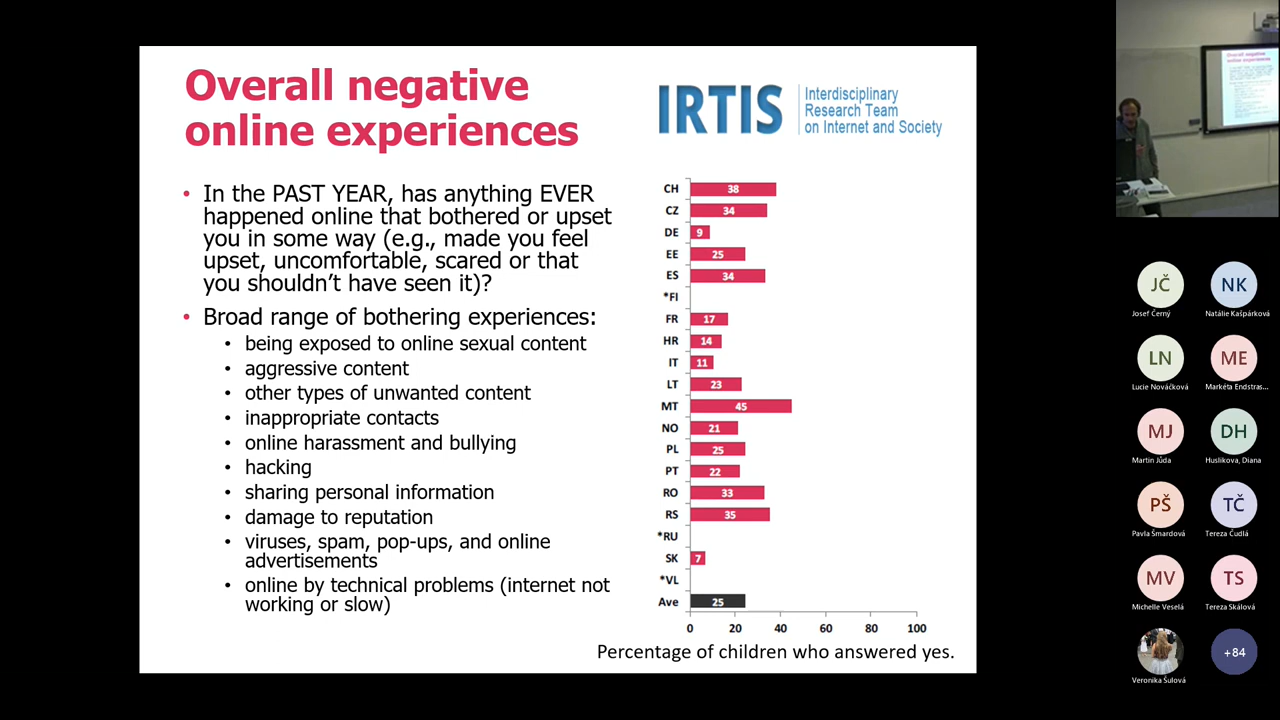 Overall negative
online experiences
IRTIS
Interdisciplinary
Research Team
on Internet and Society
• In the PAST YEAR, has anything EVER
happened online that bothered or upset
you in some way (e.g., made you feel
upset, uncomfortable, scared or that
you shouldn't have seen it)?
• Broad range of bothering experiences:
• being exposed to online sexual content
• aggressive content
• other types of unwanted content
• inappropriate contacts
• online harassment and bullying
• hacking
• sharing personal information
• damage to reputation
• viruses, spam, pop-ups, and online
advertisements
• online by technical problems (internet not
working or slow)
CH 38
CZ 34
DE 9
EE 25
ES 34
*FI
FR 17
HR 14
IT 11
LT 23
MT 45
NO 21
PL 25
PT 22
RO 33
RS 35
*RU
SK 7
*VL
Ave 25
0 20 40 60 80 100
Percentage of children who answered yes.
Overall negative
online experiences
JČ NK
Josef Černý Natálie Kašpárková
LN ME
Lucie Nováčková Markéta Endstras...
MJ DH
Martin Jůda Huslikova, Diana
PŠ TČ
Pavla Šmardová Tereza Čudlá
MV TS
Michelle Veselá Tereza Skálová
+84
Veronika Šulová